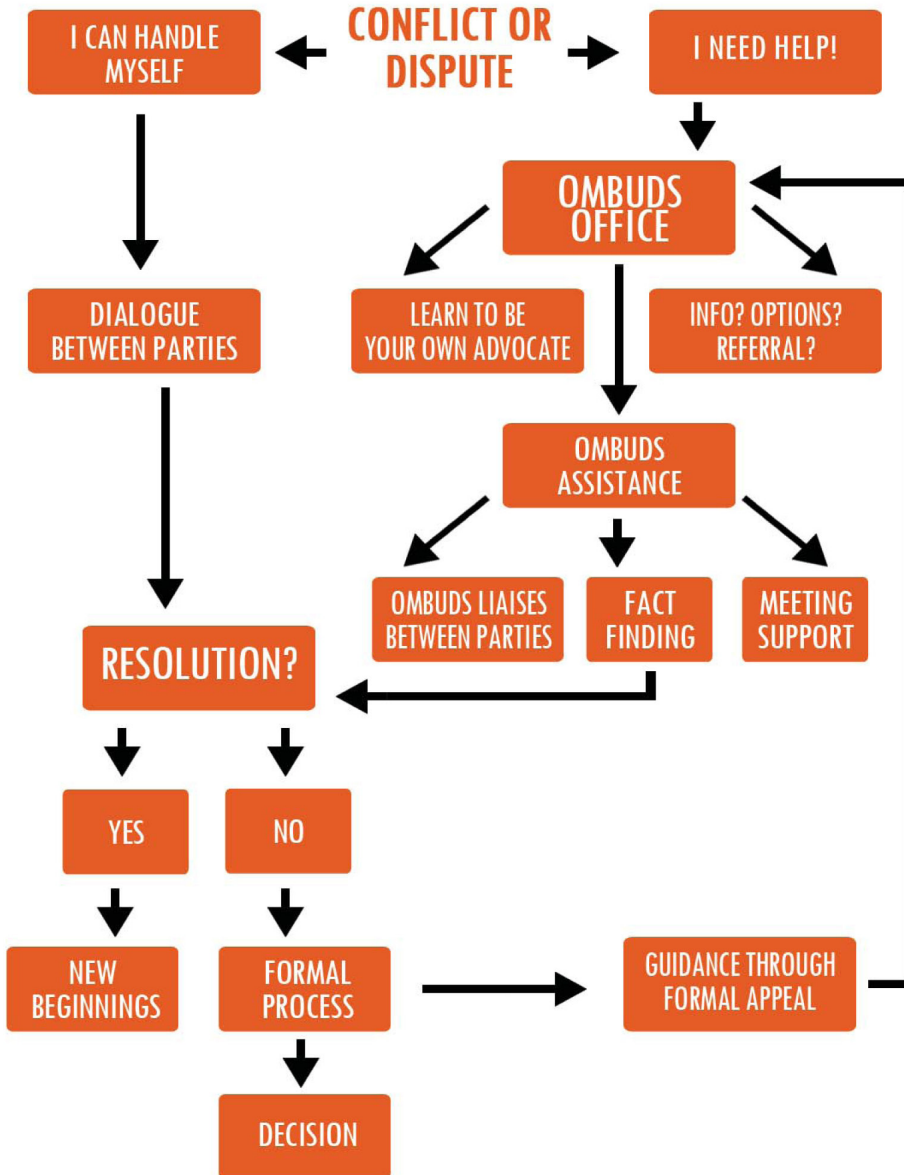 CONFLICT OR
DISPUTE
I CAN HANDLE
MYSELF
I NEED HELP!
OMBUDS
OFFICE
DIALOGUE
BETWEEN PARTIES
LEARN TO BE
YOUR OWN ADVOCATE
INFO? OPTIONS?
REFERRAL?
OMBUDS
ASSISTANCE
OMBUDS LIAISES
BETWEEN PARTIES
FACT
FINDING
MEETING
SUPPORT
RESOLUTION?
YES
NO
NEW
BEGINNINGS
FORMAL
PROCESS
GUIDANCE THROUGH
FORMAL APPEAL
DECISION